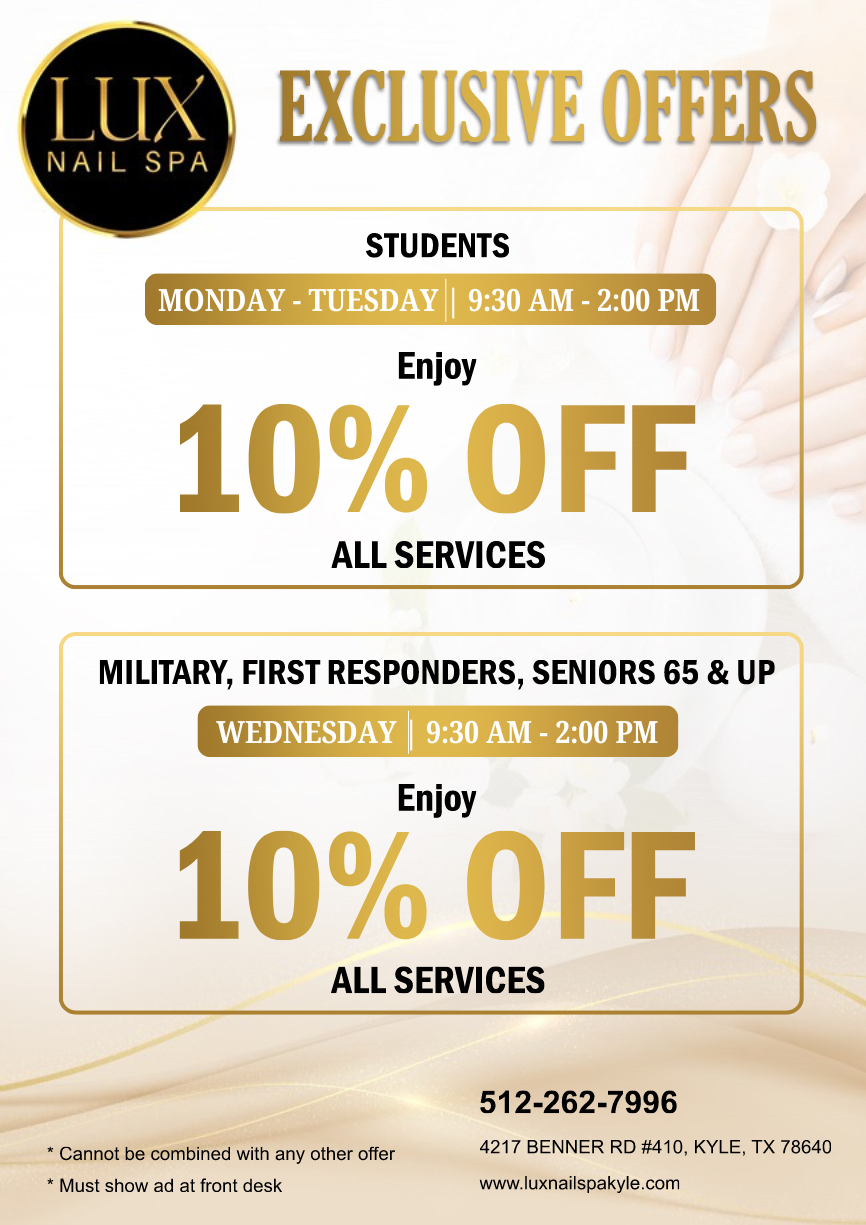 LUX
NAIL SPA
EXCLUSIVE OFFERS
STUDENTS
MONDAY - TUESDAY || 9:30 AM - 2:00 PM
Enjoy
10% OFF
ALL SERVICES
MILITARY, FIRST RESPONDERS, SENIORS 65 & UP
WEDNESDAY || 9:30 AM - 2:00 PM
Enjoy
10% OFF
ALL SERVICES
512-262-7996
4217 BENNER RD #410, KYLE, TX 78640
www.luxnailspakyle.com
* Cannot be combined with any other offer
* Must show ad at front desk